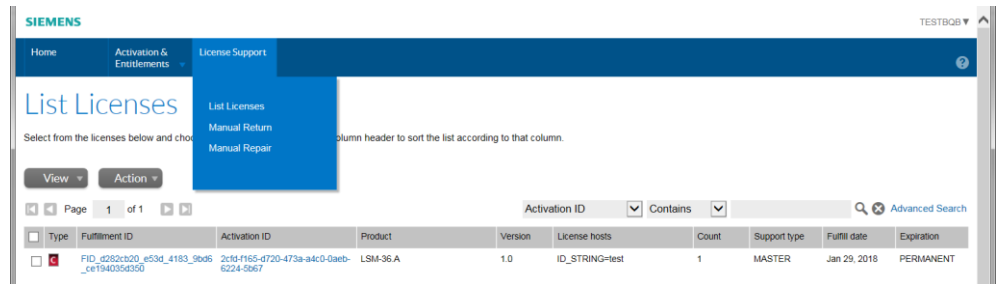 SIEMENS
TESTBQB
Home
Activation &
Entitlements
License Support
List Licenses
Manual Return
Manual Repair
List Licenses
Select from the licenses below and choo
olumn header to sort the list according to that column.
View
Action
Page 1 of 1
Activation ID
Contains
Advanced Search
Type Fulfillment ID Activation ID Product Version License hosts Count Support type Fulfill date Expiration
C FID_d282cb20_e53d_4183_9bd6 2cfd-f165-d720-473a-a4c0-0aeb- LSM-36.A 1.0 ID_STRING=test 1 MASTER Jan 29, 2018 PERMANENT
_ce194035d350 6224-5b67